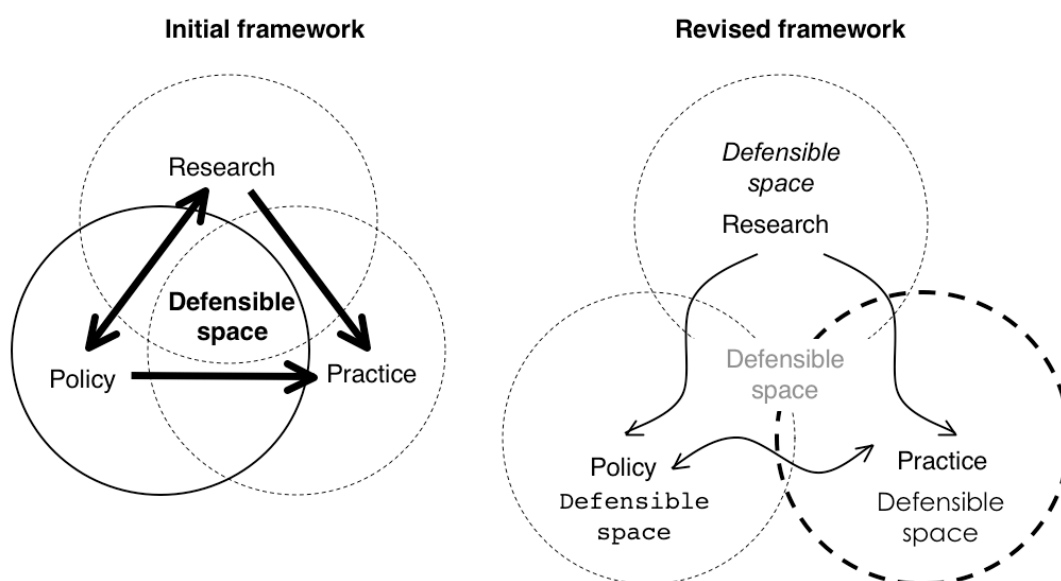 Initial framework
Research
Defensible
space
Policy
Practice
Revised framework
Defensible
space
Research
Defensible
space
Policy
Defensible
space
Practice
Defensible
space